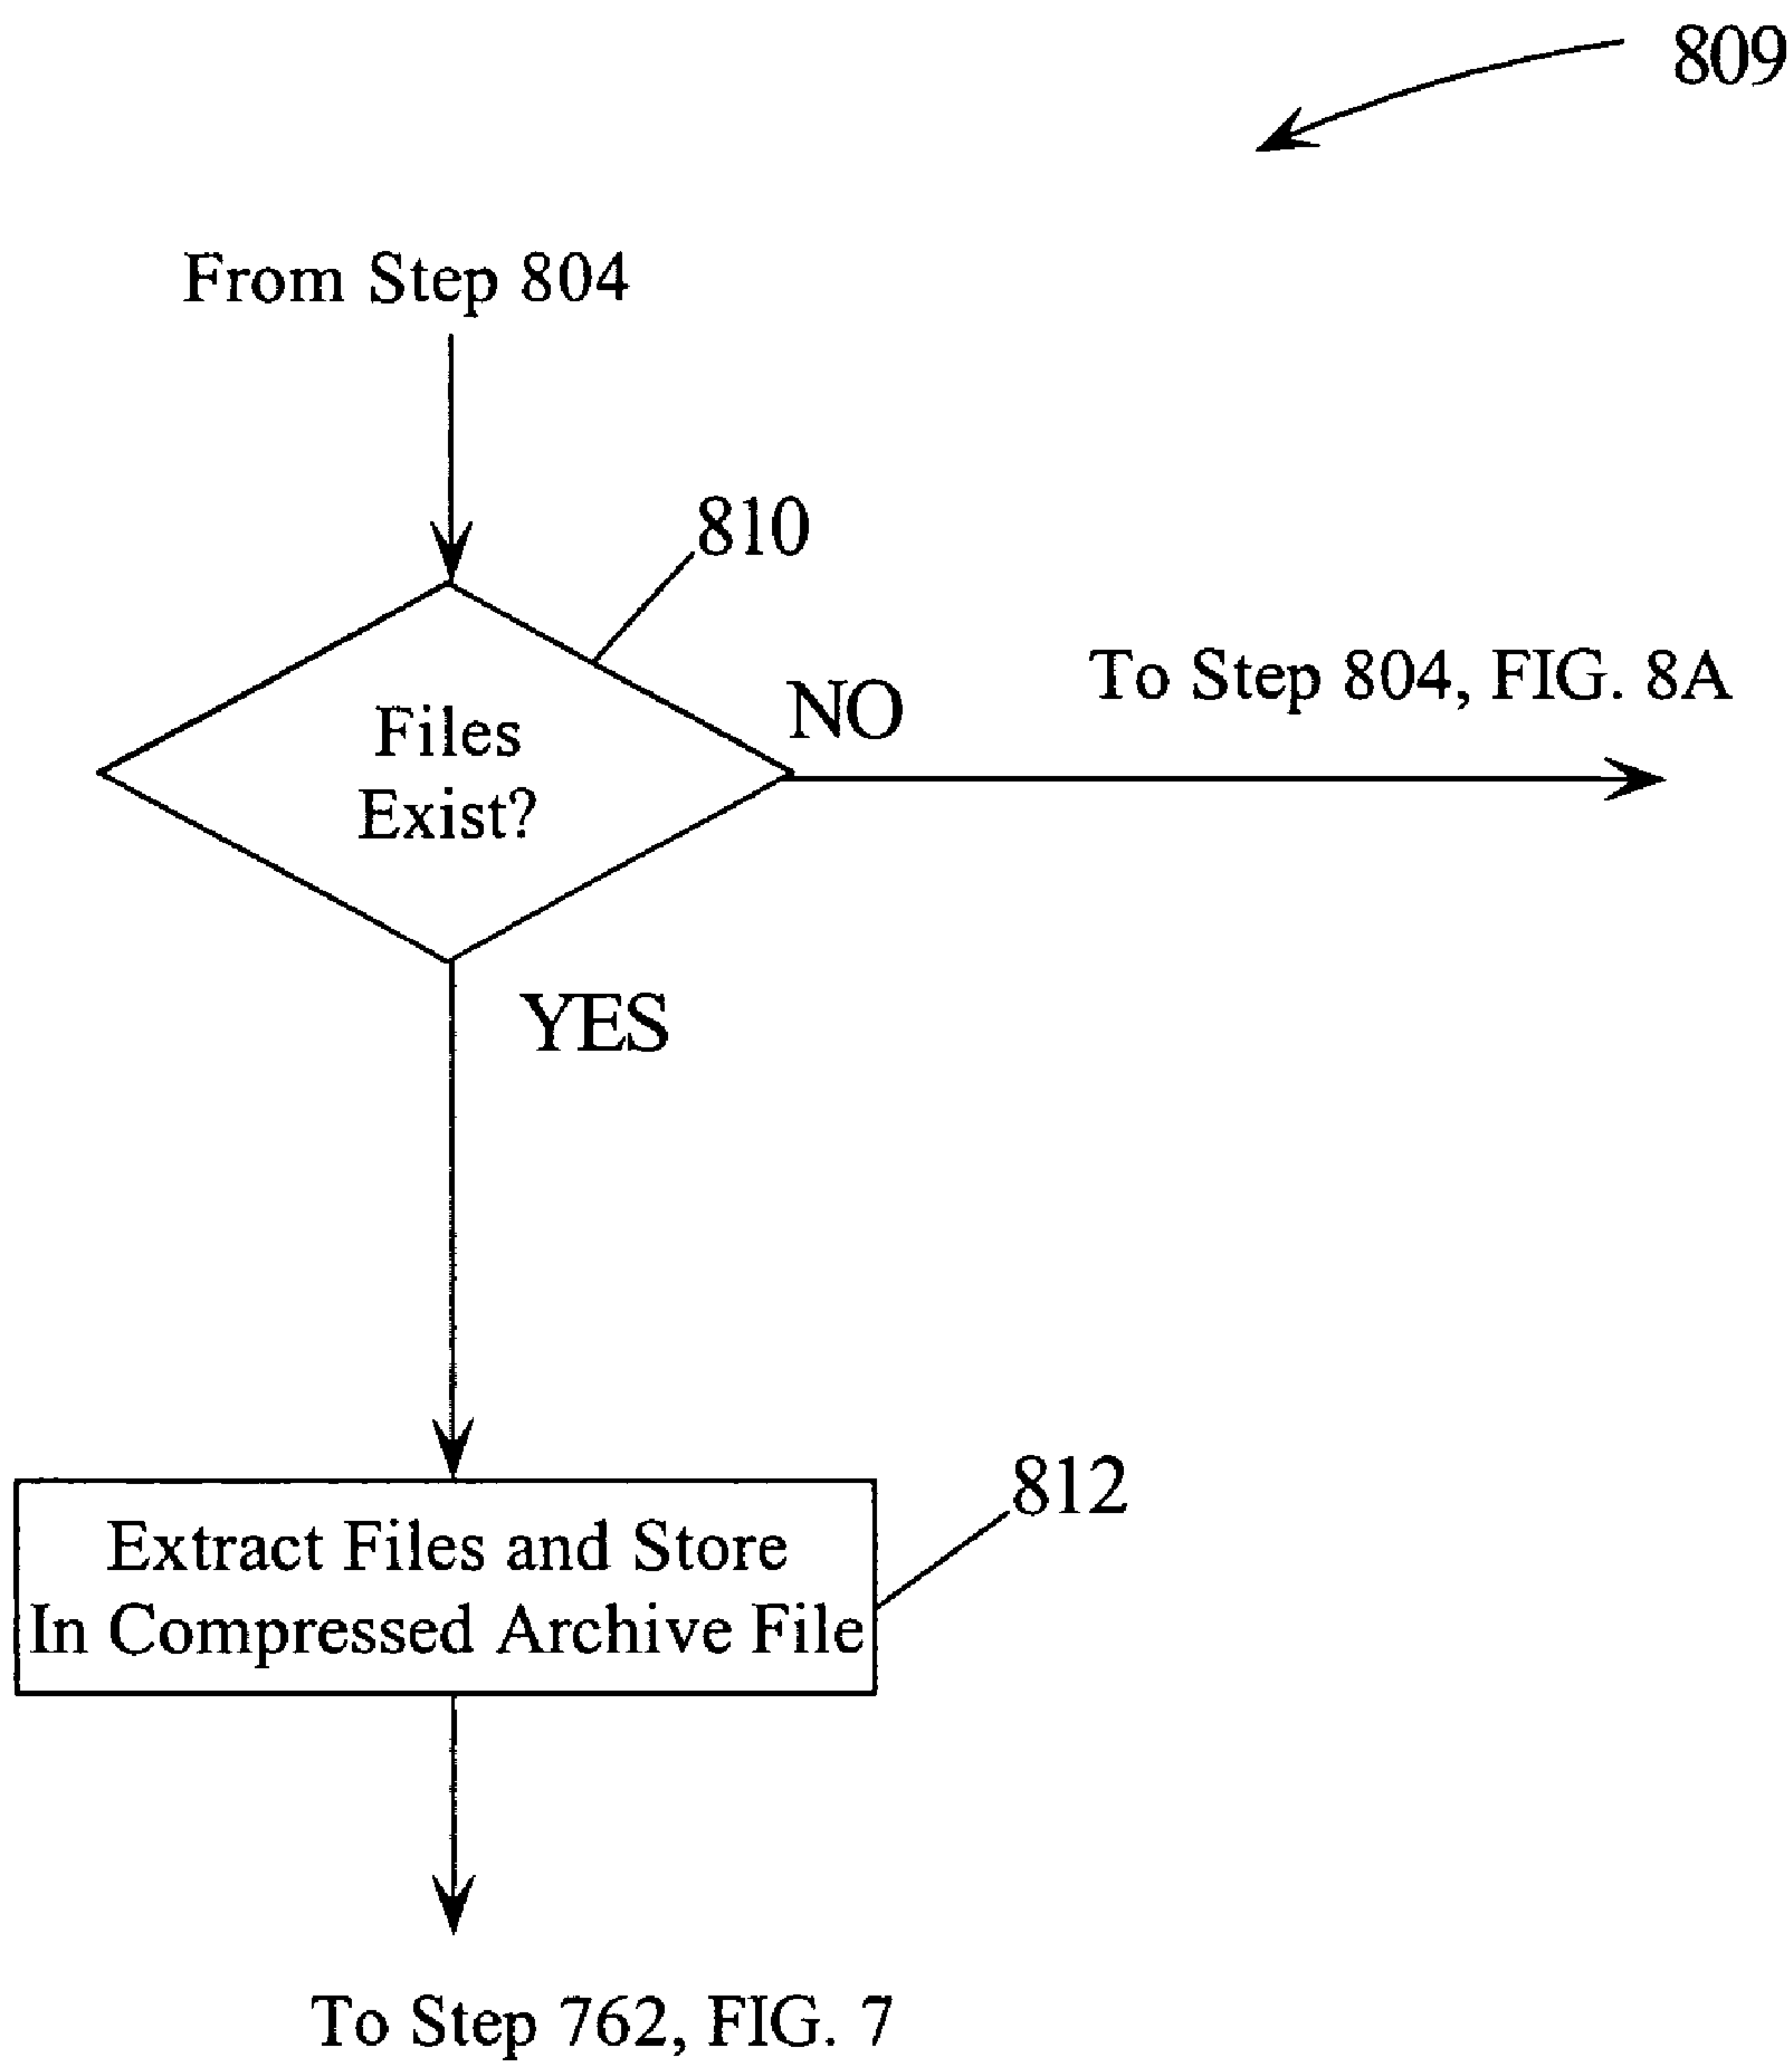 809
From Step 804
810
Files
Exist?
NO
To Step 804, FIG. 8A
YES
812
Extract Files and Store
In Compressed Archive File
To Step 762, FIG. 7